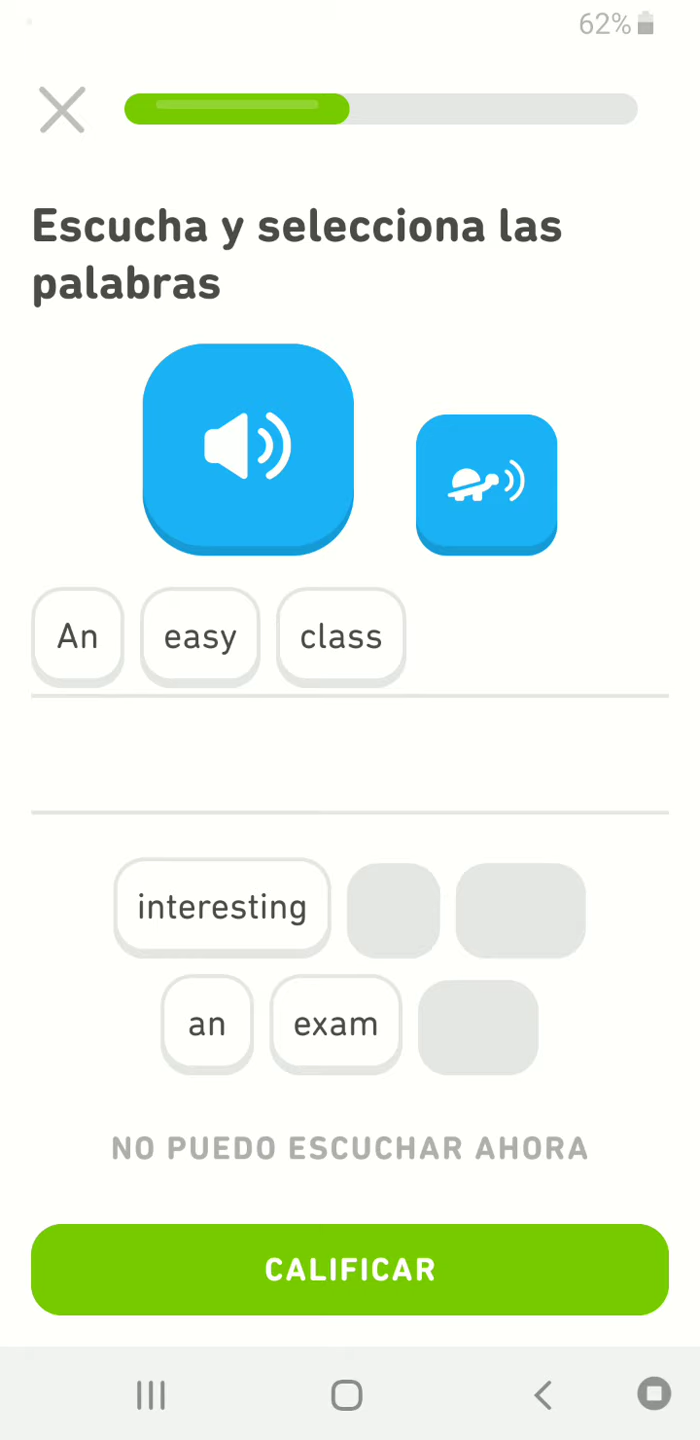 62%
Escucha y selecciona las
palabras
An easy class
interesting
an exam
NO PUEDO ESCUCHAR AHORA
CALIFICAR